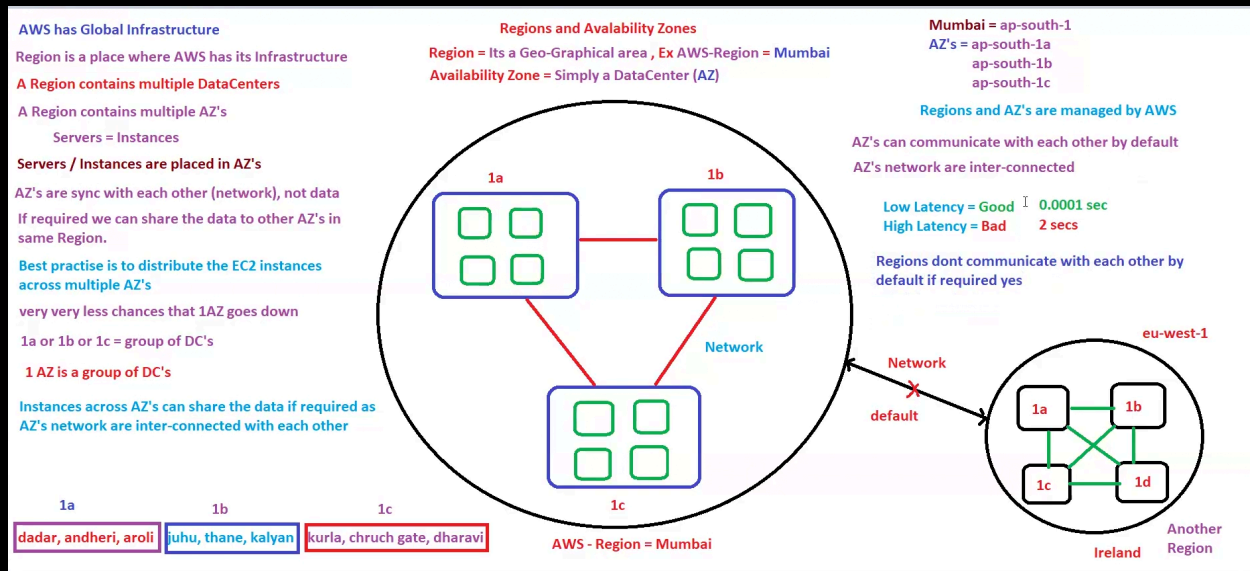 AWS has Global Infrastructure
Region is a place where AWS has its Infrastructure
A Region contains multiple DataCenters
A Region contains multiple AZ's
Servers = Instances
Servers / Instances are placed in AZ's
AZ's are sync with each other (network), not data
If required we can share the data to other AZ's in
same Region.
Best practise is to distribute the EC2 instances
across multiple AZ's
very very less chances that 1AZ goes down
1a or 1b or 1c = group of DC's
1 AZ is a group of DC's
Instances across AZ's can share the data if required as
AZ's network are inter-connected with each other
1a
1b
1c
dadar, andheri, aroli
juhu, thane, kalyan
kurla, chruch gate, dharavi
Regions and Avalability Zones
Region = Its a Geo-Graphical area , Ex AWS-Region = Mumbai
Availability Zone = Simply a DataCenter (AZ)
1a
1b
Network
1c
AWS - Region = Mumbai
Mumbai = ap-south-1
AZ's = ap-south-1a
ap-south-1b
ap-south-1c
Regions and AZ's are managed by AWS
AZ's can communicate with each other by default
AZ's network are inter-connected
Low Latency = Good 0.0001 sec
High Latency = Bad 2 secs
Regions dont communicate with each other by
default if required yes
eu-west-1
Network
default
1a
1b
1c
1d
Ireland
Another
Region